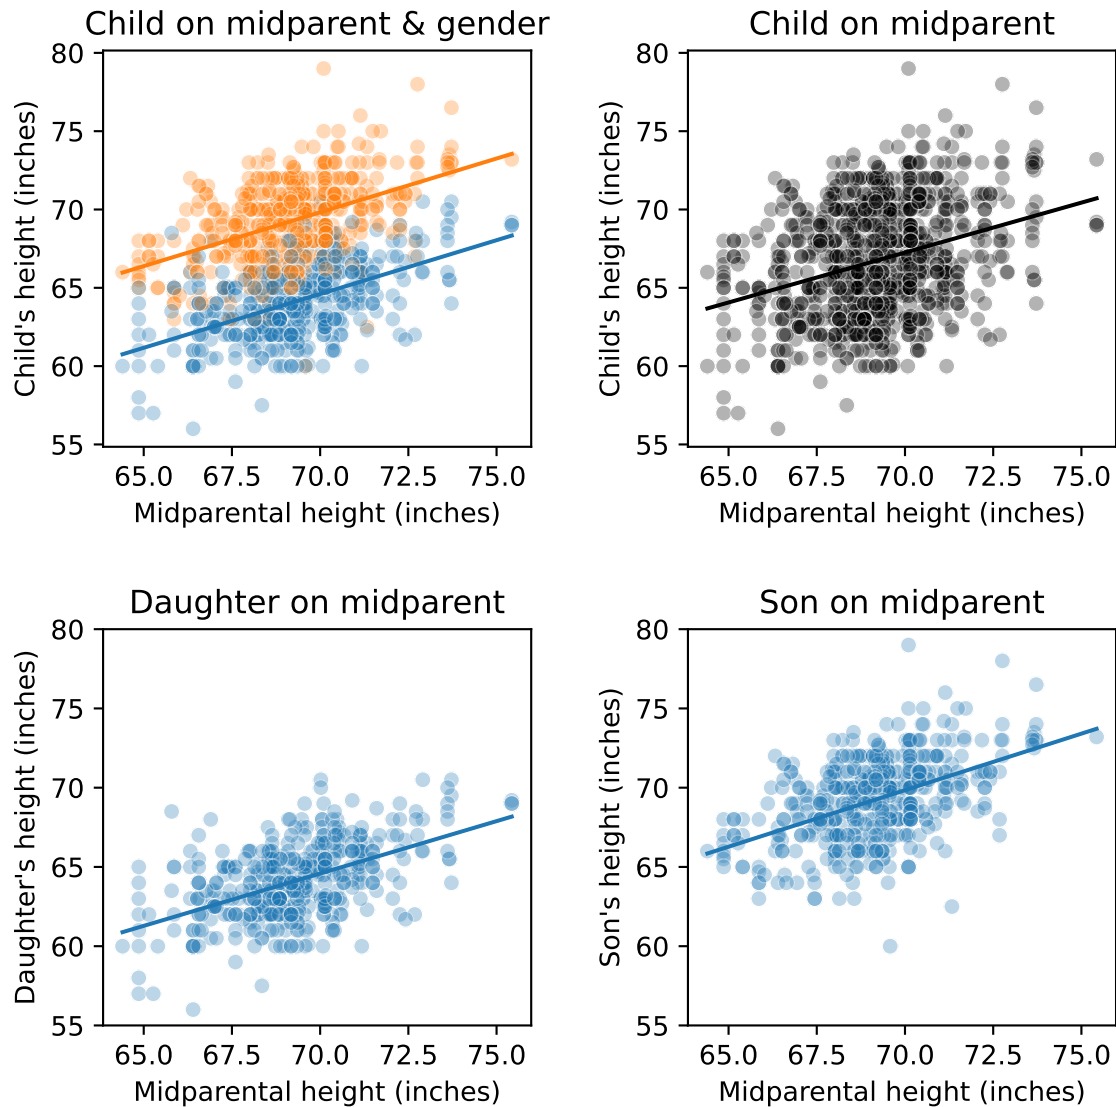 Child on midparent & gender
Child's height (inches)
80
75
70
65
60
55
65.0 67.5 70.0 72.5 75.0
Midparental height (inches)
Child on midparent
Child's height (inches)
80
75
70
65
60
55
65.0 67.5 70.0 72.5 75.0
Midparental height (inches)
Daughter on midparent
Daughter's height (inches)
80
75
70
65
60
55
65.0 67.5 70.0 72.5 75.0
Midparental height (inches)
Son on midparent
Son's height (inches)
80
75
70
65
60
55
65.0 67.5 70.0 72.5 75.0
Midparental height (inches)